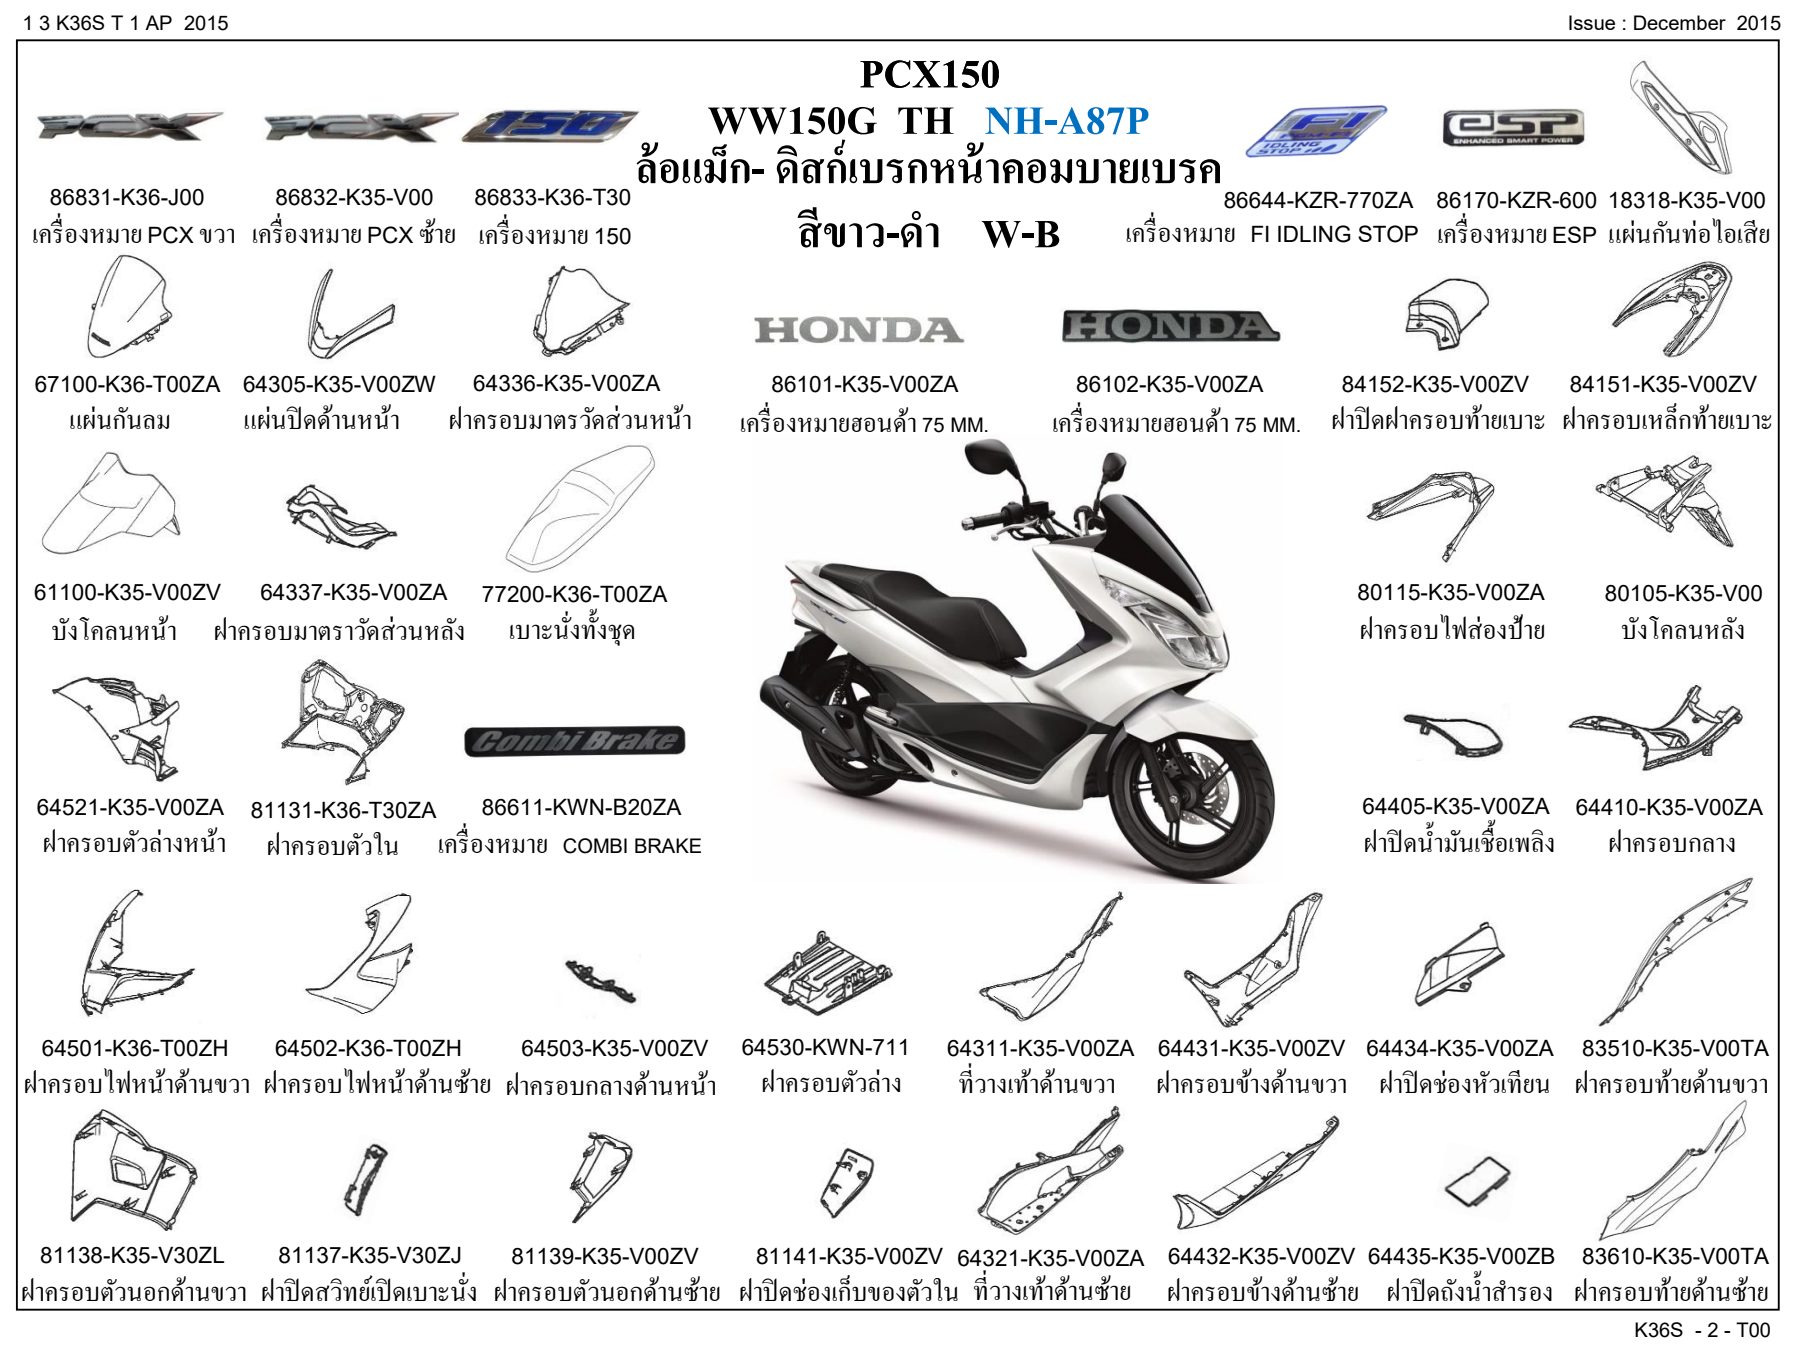 1 3 K36S T 1 AP 2015
Issue : December 2015
PCX150
WW150G TH NH-A87P
ล้อแม็ก- ดิสก์เบรกหน้าคอมบายเบรค
สีขาว-ดำ W-B
PCX
PCX
150
FI
PGM-FI
IDLING
STOP
eSP
ENHANCED SMART POWER
86831-K36-J00
86832-K35-V00
86833-K36-T30
86644-KZR-770ZA
86170-KZR-600
18318-K35-V00
เครื่องหมาย PCX ขวา
เครื่องหมาย PCX ซ้าย
เครื่องหมาย 150
เครื่องหมาย FI IDLING STOP
เครื่องหมาย ESP
แผ่นกันท่อไอเสีย
HONDA
HONDA
67100-K36-T00ZA
64305-K35-V00ZW
64336-K35-V00ZA
86101-K35-V00ZA
86102-K35-V00ZA
84152-K35-V00ZV
84151-K35-V00ZV
แผ่นกันลม
แผ่นปิดด้านหน้า
ฝาครอบมาตรวัดส่วนหน้า
เครื่องหมายฮอนด้า 75 MM.
เครื่องหมายฮอนด้า 75 MM.
ฝาปิดฝาครอบท้ายเบาะ
ฝาครอบเหล็กท้ายเบาะ
61100-K35-V00ZV
64337-K35-V00ZA
77200-K36-T00ZA
80115-K35-V00ZA
80105-K35-V00
บังโคลนหน้า
ฝาครอบมาตราวัดส่วนหลัง
เบาะนั่งทั้งชุด
ฝาครอบไฟส่องป้าย
บังโคลนหลัง
Combi Brake
64521-K35-V00ZA
81131-K36-T30ZA
86611-KWN-B20ZA
64405-K35-V00ZA
64410-K35-V00ZA
ฝาครอบตัวล่างหน้า
ฝาครอบตัวใน
เครื่องหมาย COMBI BRAKE
ฝาปิดน้ำมันเชื้อเพลิง
ฝาครอบกลาง
64501-K36-T00ZH
64502-K36-T00ZH
64503-K35-V00ZV
64530-KWN-711
64311-K35-V00ZA
64431-K35-V00ZV
64434-K35-V00ZA
83510-K35-V00TA
ฝาครอบไฟหน้าด้านขวา
ฝาครอบไฟหน้าด้านซ้าย
ฝาครอบกลางด้านหน้า
ฝาครอบตัวล่าง
ที่วางเท้าด้านขวา
ฝาครอบข้างด้านขวา
ฝาปิดช่องหัวเทียน
ฝาครอบท้ายด้านขวา
81138-K35-V30ZL
81137-K35-V30ZJ
81139-K35-V00ZV
81141-K35-V00ZV
64321-K35-V00ZA
64432-K35-V00ZV
64435-K35-V00ZB
83610-K35-V00TA
ฝาครอบตัวนอกด้านขวา
ฝาปิดสวิทย์เปิดเบาะนั่ง
ฝาครอบตัวนอกด้านซ้าย
ฝาปิดช่องเก็บของตัวใน
ที่วางเท้าด้านซ้าย
ฝาครอบข้างด้านซ้าย
ฝาปิดถังน้ำสำรอง
ฝาครอบท้ายด้านซ้าย
K36S - 2 - T00